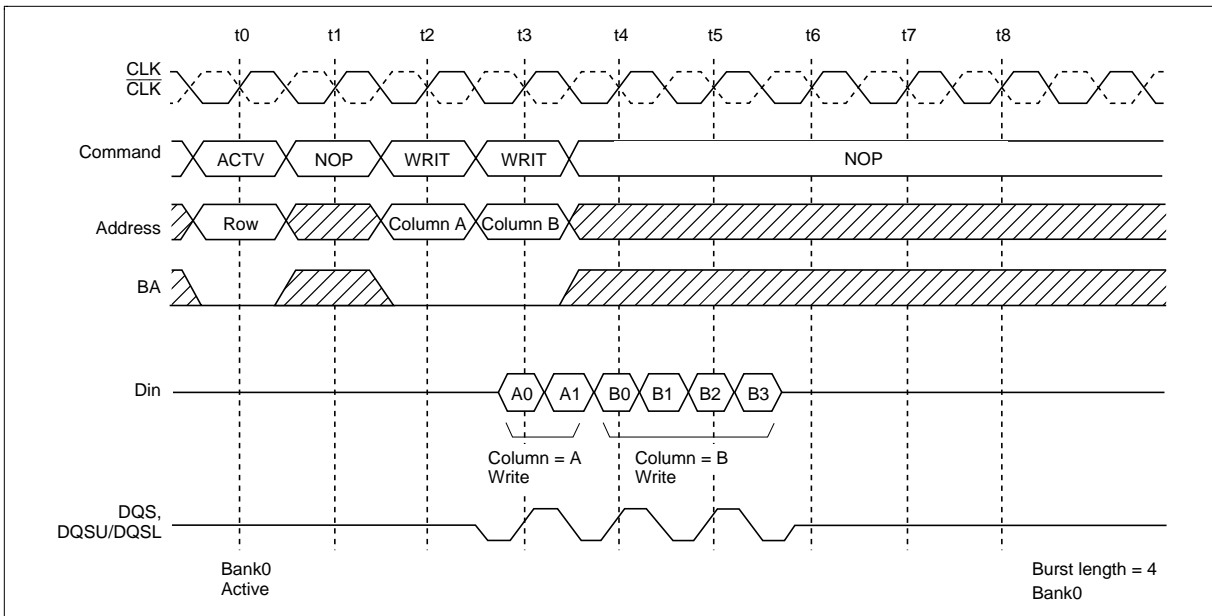 t0 t1 t2 t3 t4 t5 t6 t7 t8
CLK
CLK
Command ACTV NOP WRIT WRIT NOP
Address Row Column A Column B
BA
Din A0 A1 B0 B1 B2 B3
Column = A Column = B
Write Write
DQS,
DQSU/DQSL
Bank0 Burst length = 4
Active Bank0